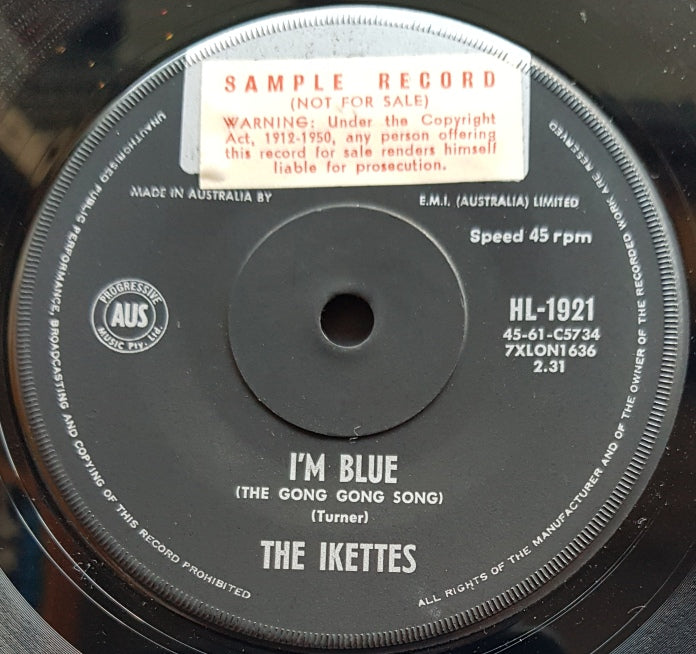 SAMPLE RECORD
(NOT FOR SALE)
WARNING: Under the Copyright
Act, 1912-1950, any person offering
this record for sale renders himself
liable for prosecution.
MADE IN AUSTRALIA BY
E.M.I. (AUSTRALIA) LIMITED
Speed 45 rpm
PROGRESSIVE
AUS
MUSIC Pty. Ltd.
HL-1921
45-61-C5734
7XLON1636
2.31
I'M BLUE
(THE GONG GONG SONG)
(Turner)
THE IKETTES
UNAUTHORISED PUBLIC PERFORMANCE, BROADCASTING AND COPYING OF THIS RECORD PROHIBITED
ALL RIGHTS OF THE MANUFACTURER AND OF THE OWNER OF THE RECORDED WORK ARE RESERVED